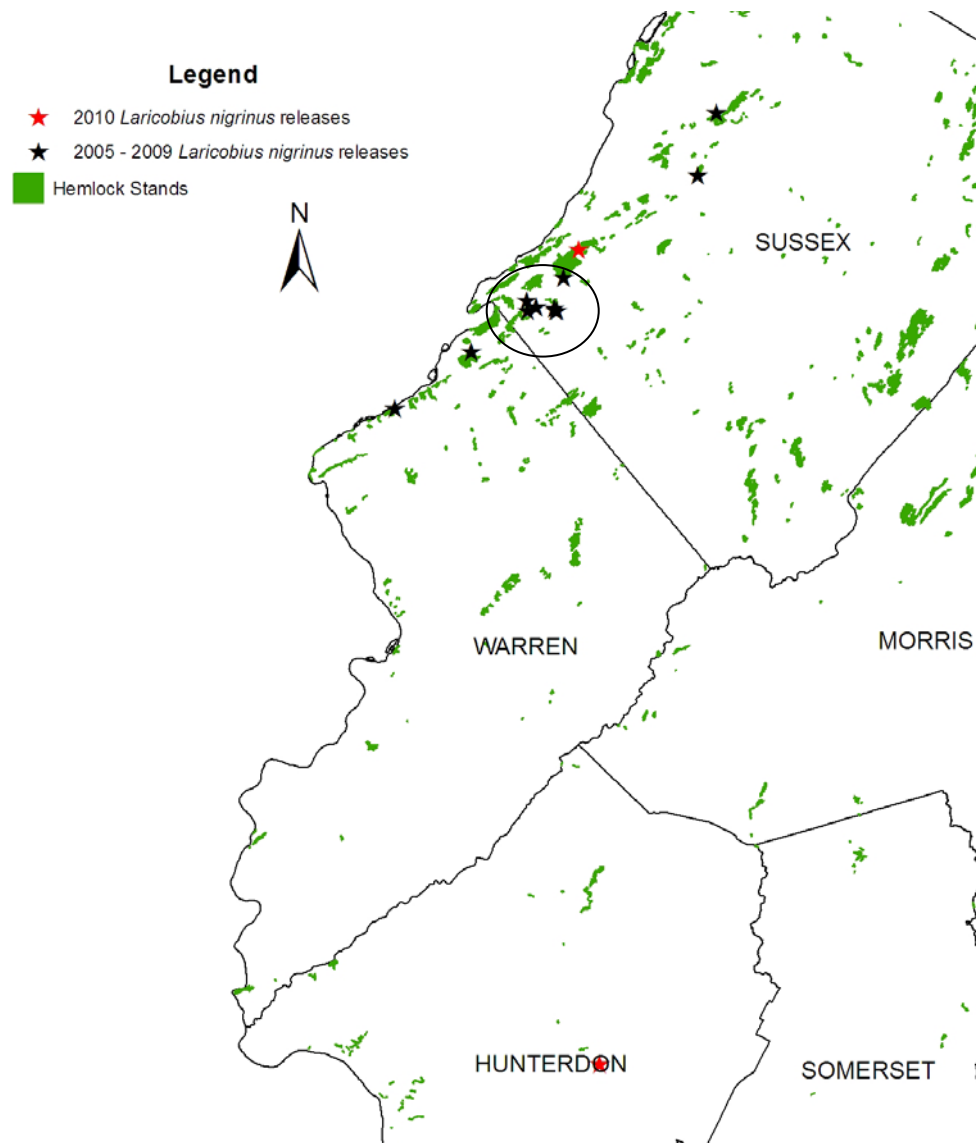 Legend
2010 Laricobius nigrinus releases
2005 - 2009 Laricobius nigrinus releases
Hemlock Stands
N
SUSSEX
WARREN
MORRIS
HUNTERDON
SOMERSET